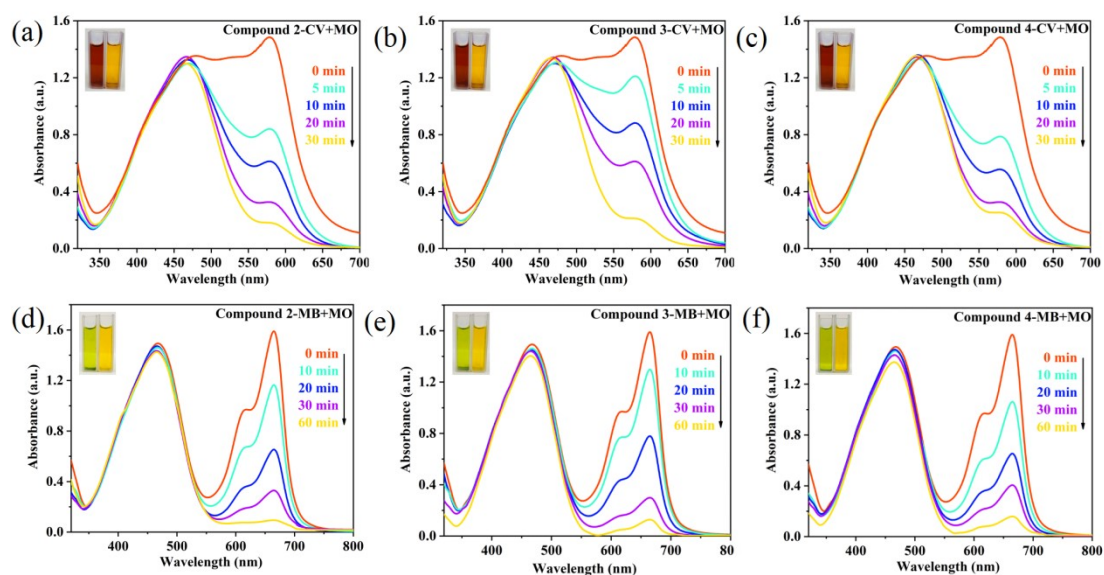 (a)
Compound 2-CV+MO
0 min
5 min
10 min
20 min
30 min
1.6
1.2
0.8
0.4
0.0
Absorbance (a.u.)
350 400 450 500 550 600 650 700
Wavelength (nm)
(b)
Compound 3-CV+MO
0 min
5 min
10 min
20 min
30 min
1.6
1.2
0.8
0.4
0.0
Absorbance (a.u.)
350 400 450 500 550 600 650 700
Wavelength (nm)
(c)
Compound 4-CV+MO
0 min
5 min
10 min
20 min
30 min
1.6
1.2
0.8
0.4
0.0
Absorbance (a.u.)
350 400 450 500 550 600 650 700
Wavelength (nm)
(d)
Compound 2-MB+MO
0 min
10 min
20 min
30 min
60 min
1.6
1.2
0.8
0.4
0.0
Absorbance (a.u.)
400 500 600 700 800
Wavelength (nm)
(e)
Compound 3-MB+MO
0 min
10 min
20 min
30 min
60 min
1.6
1.2
0.8
0.4
0.0
Absorbance (a.u.)
400 500 600 700 80
Wavelength (nm)
(f)
Compound 4-MB+MO
0 min
10 min
20 min
30 min
60 min
1.6
1.2
0.8
0.4
0.0
Absorbance (a.u.)
400 500 600 700 800
Wavelength (nm)